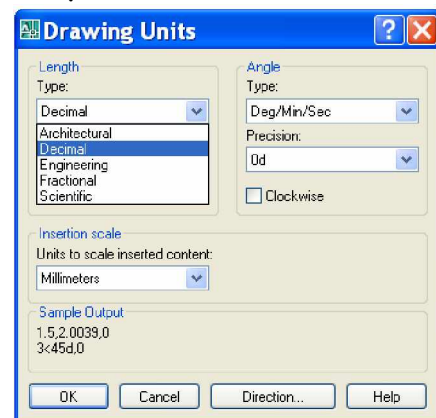 Drawing Units
Length
Type:
Decimal
Architectural
Decimal
Engineering
Fractional
Scientific
Angle
Type:
Deg/Min/Sec
Precision:
0d
Clockwise
Insertion scale
Units to scale inserted content:
Millimeters
Sample Output
1.5,2.0039,0
3<45d,0
OK Cancel Direction... Help